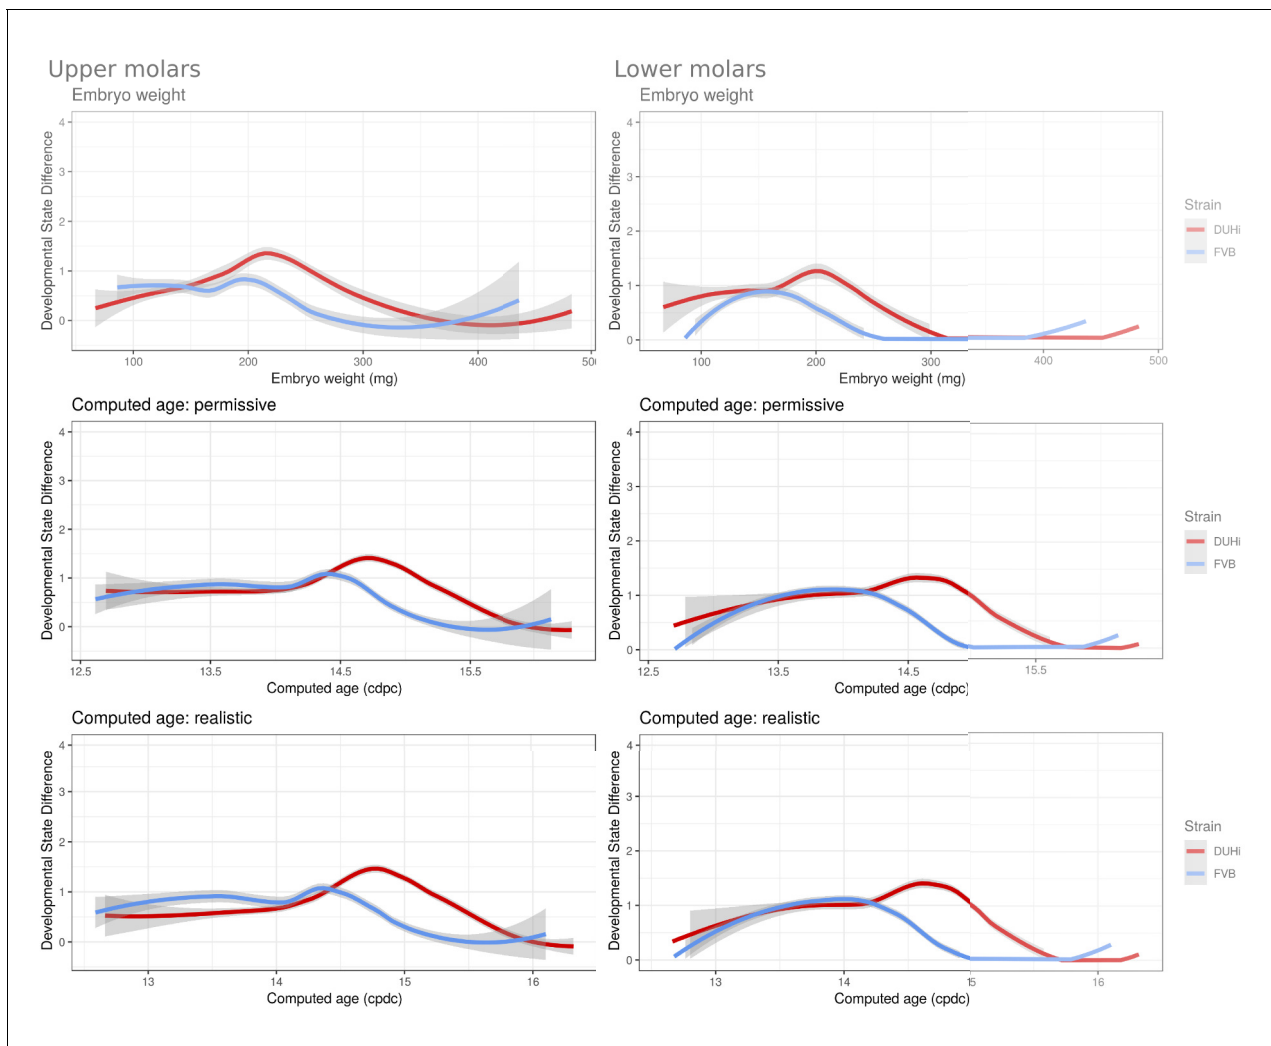 Upper molars
Lower molars
Embryo weight
Embryo weight
Developmental State Difference
4
3
2
1
0
100
200
300
400
50
Embryo weight (mg)
Developmental State Difference
4
3
2
1
0
100
200
300
400
500
Embryo weight (mg)
Strain
DUHi
FVB
Computed age: permissive
Computed age: permissive
Developmental State Difference
4
3
2
1
0
12.5
13.5
14.5
15.5
Computed age (cdpc)
Developmental State Difference
4
3
2
1
0
12.5
13.5
14.5
15.5
Computed age (cdpc)
Strain
DUHi
FVB
Computed age: realistic
Computed age: realistic
Developmental State Difference
4
3
2
1
0
13
14
15
16
Computed age (cpdc)
Developmental State Difference
4
3
2
1
0
13
14
15
16
Computed age (cpdc)
Strain
DUHi
FVB